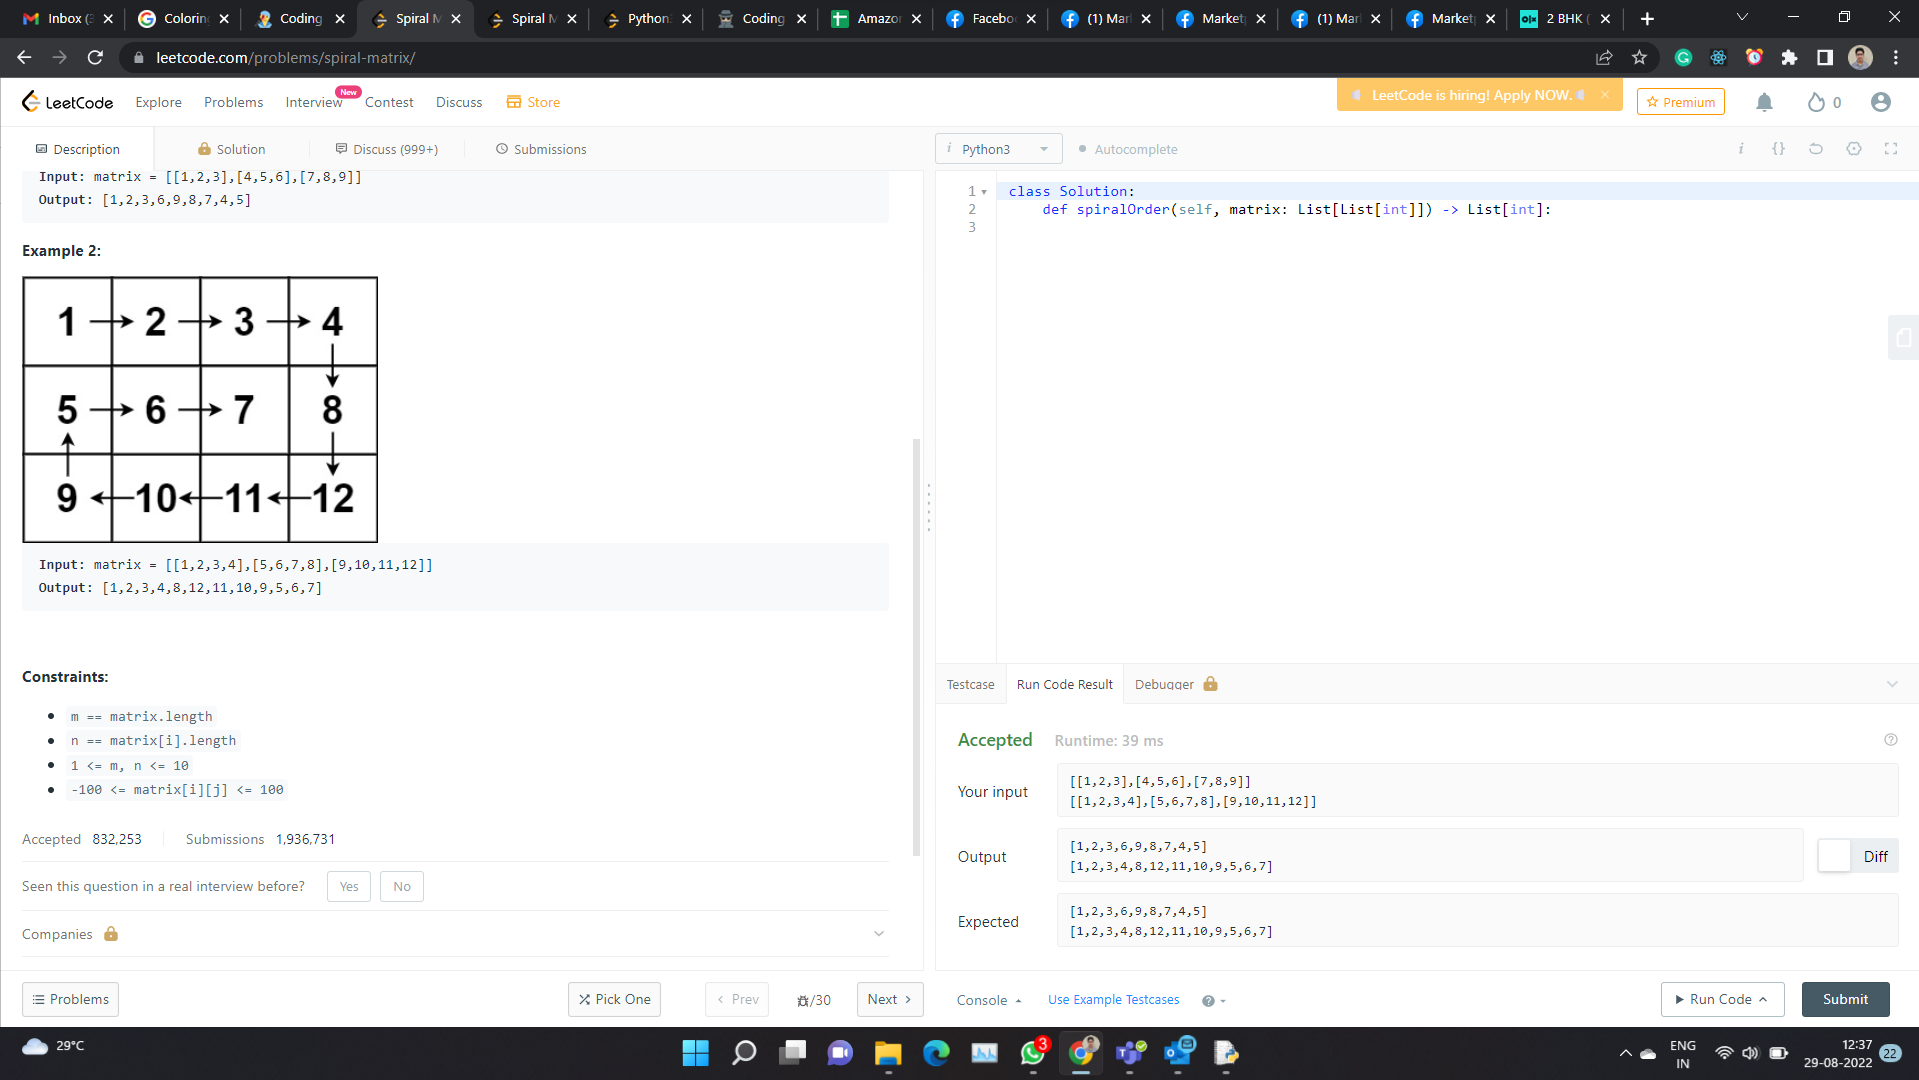 Inbox (3
Colorin
Coding
Spiral M
Spiral M
Python
Coding
Amazo
Facebo
(1) Mar
Market
(1) Mar
Market
olx
2 BHK (
leetcode.com/problems/spiral-matrix/
LeetCode
Explore
Problems
Interview
New
Contest
Discuss
Store
LeetCode is hiring! Apply NOW.
Premium
0
Description
Solution
Discuss (999+)
Submissions
i Python3
Autocomplete
i
{}
Input: matrix = [[1,2,3],[4,5,6],[7,8,9]]
Output: [1,2,3,6,9,8,7,4,5]
Example 2:
1 2 3 4
5 6 7 8
9 10 11 12
Input: matrix = [[1,2,3,4],[5,6,7,8],[9,10,11,12]]
Output: [1,2,3,4,8,12,11,10,9,5,6,7]
Constraints:
m == matrix.length
n == matrix[i].length
1 <= m, n <= 10
-100 <= matrix[i][j] <= 100
Accepted 832,253
Submissions 1,936,731
Seen this question in a real interview before?
Yes
No
Companies
Problems
Pick One
Prev
/30
Next
1 class Solution:
2 def spiralOrder(self, matrix: List[List[int]]) -> List[int]:
3
Testcase
Run Code Result
Debugger
Accepted
Runtime: 39 ms
Your input
[[1,2,3],[4,5,6],[7,8,9]]
[[1,2,3,4],[5,6,7,8],[9,10,11,12]]
Output
[1,2,3,6,9,8,7,4,5]
[1,2,3,4,8,12,11,10,9,5,6,7]
Diff
Expected
[1,2,3,6,9,8,7,4,5]
[1,2,3,4,8,12,11,10,9,5,6,7]
Console
Use Example Testcases
Run Code
Submit
29°C
3
ENG
IN
12:37
29-08-2022
22